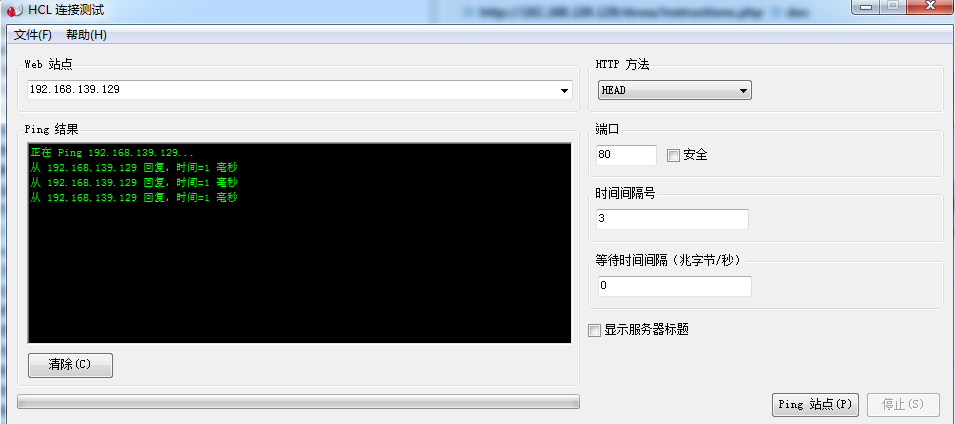 HCL 连接测试
文件(F) 帮助(H)
Web 站点
192.168.139.129
HTTP 方法
HEAD
Ping 结果
正在 Ping 192.168.139.129...
从 192.168.139.129 回复，时间=1 毫秒
从 192.168.139.129 回复，时间=1 毫秒
从 192.168.139.129 回复，时间=1 毫秒
端口
80
安全
时间间隔号
3
等待时间间隔（兆字节/秒）
0
显示服务器标题
清除(C)
Ping 站点(P)
停止(S)